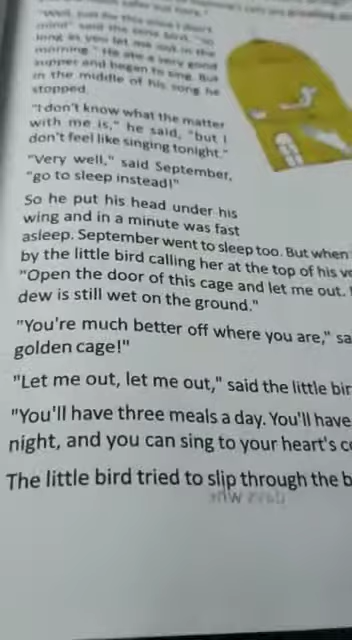 "Well, just for this once I don't
mind" said the little bird, "so
long as you let me out in the
morning." He ate a very good
supper and began to sing. But
in the middle of his song he
stopped.
"I don't know what the matter
with me is," he said, "but I
don't feel like singing tonight."
"Very well," said September,
"go to sleep instead!"
So he put his head under his
wing and in a minute was fast
asleep. September went to sleep too. But when
by the little bird calling her at the top of his
"Open the door of this cage and let me out.
dew is still wet on the ground."
"You're much better off where you are," sa
golden cage!"
"Let me out, let me out," said the little bir
"You'll have three meals a day. You'll have
night, and you can sing to your heart's c
The little bird tried to slip through the b